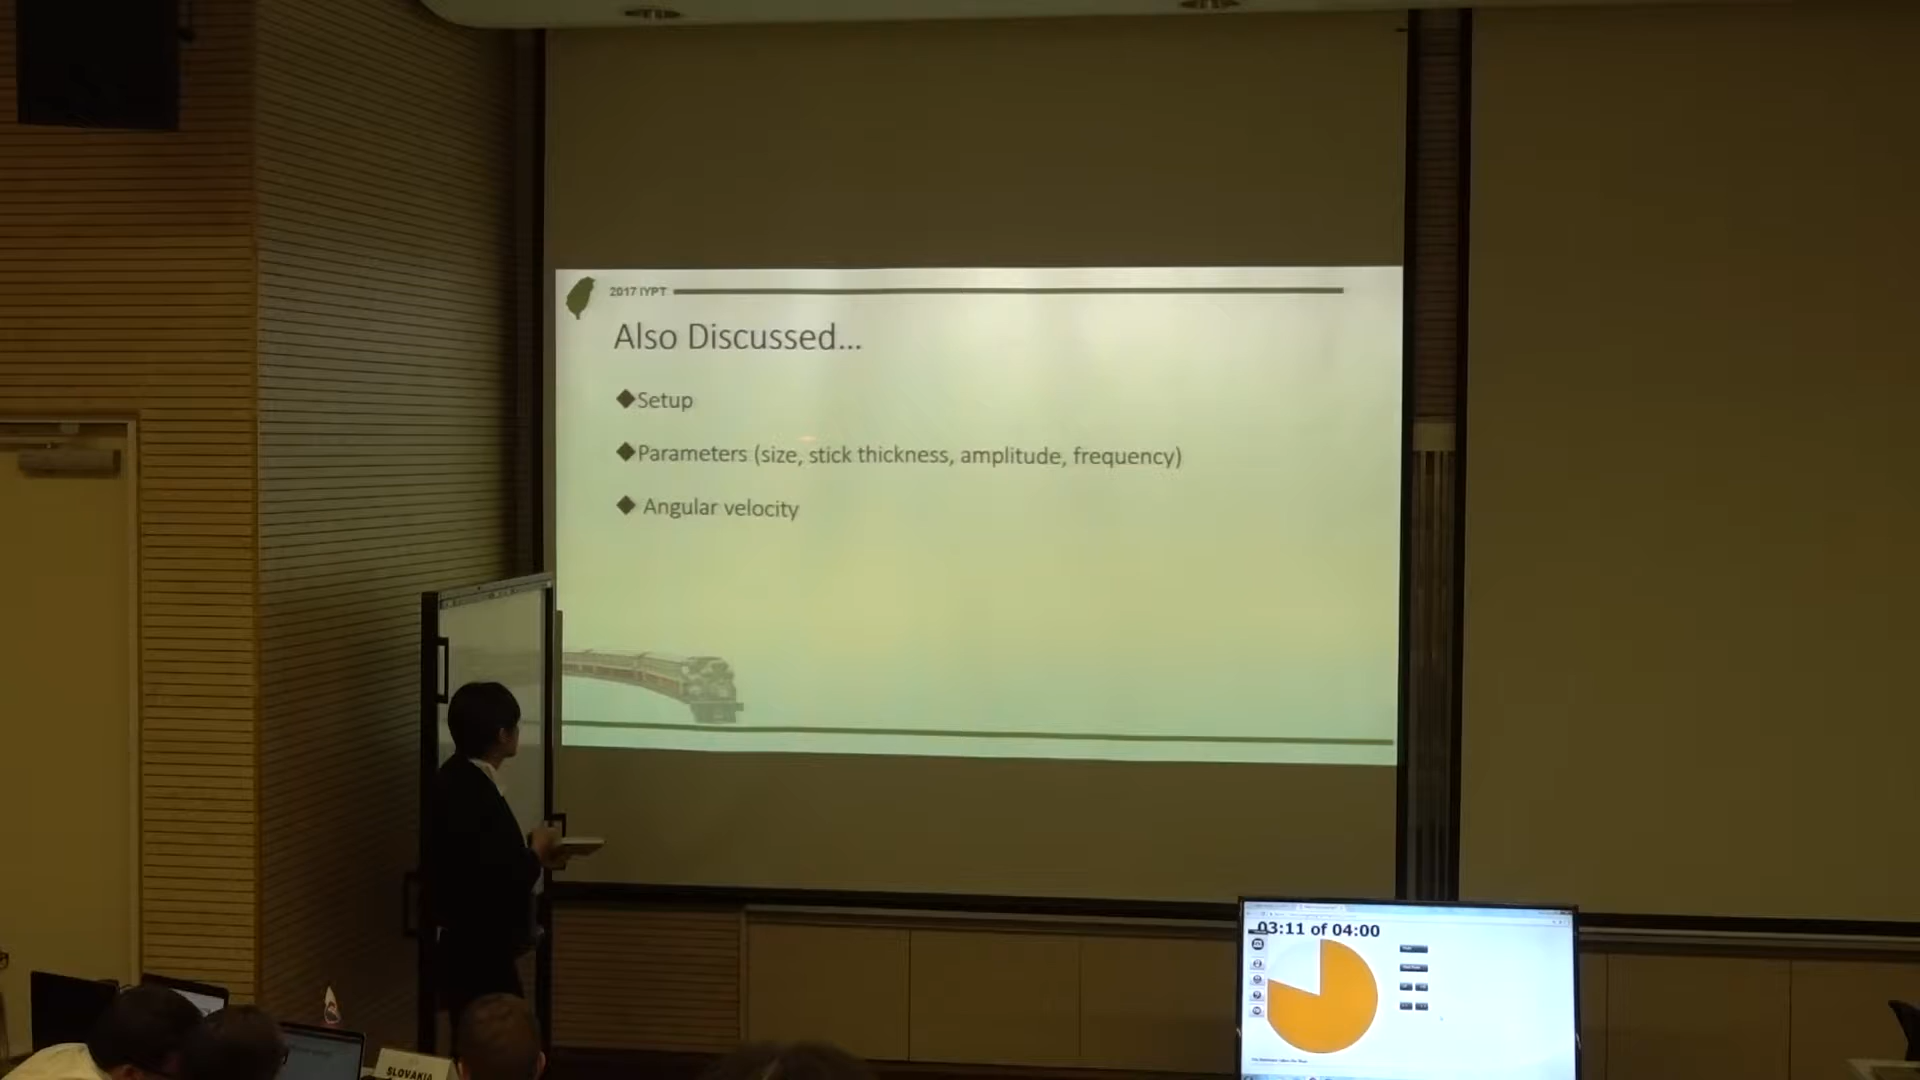 2017 IYPT
Also Discussed...
◆Setup
◆Parameters (size, stick thickness, amplitude, frequency)
◆ Angular velocity
03:11 of 04:00
SLOVAKIA